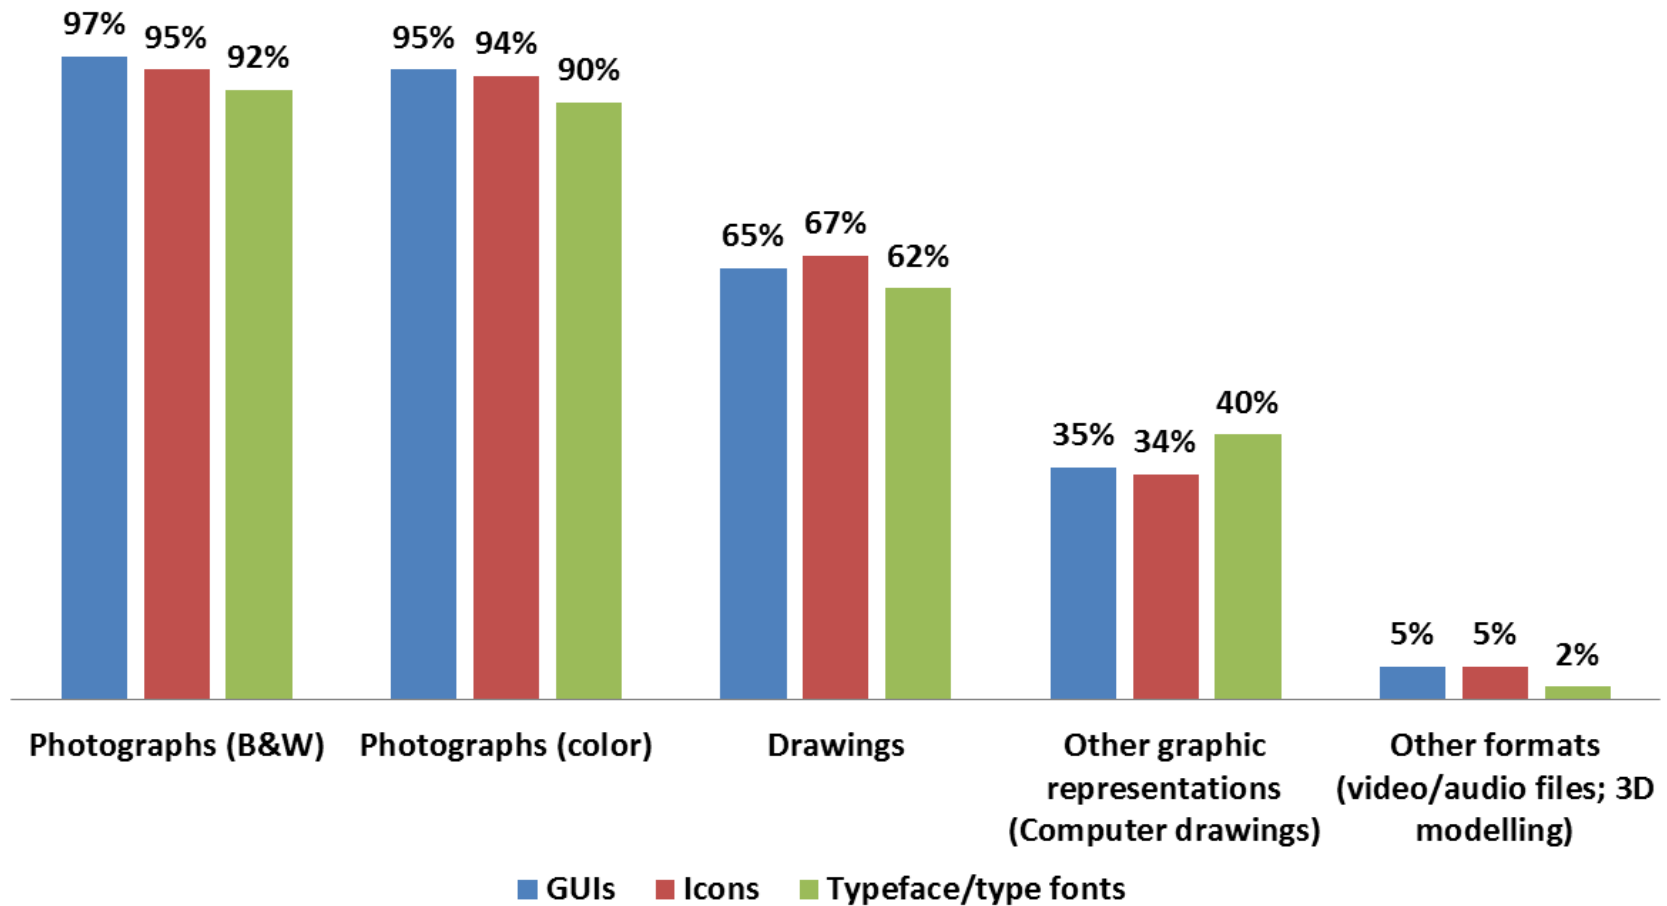 97% 95% 92% 95% 94% 90%
65% 67% 62%
35% 34% 40%
5% 5% 2%
Photographs (B&W) Photographs (color) Drawings Other graphic representations (Computer drawings) Other formats (video/audio files; 3D modelling)
GUIs Icons Typeface/type fonts